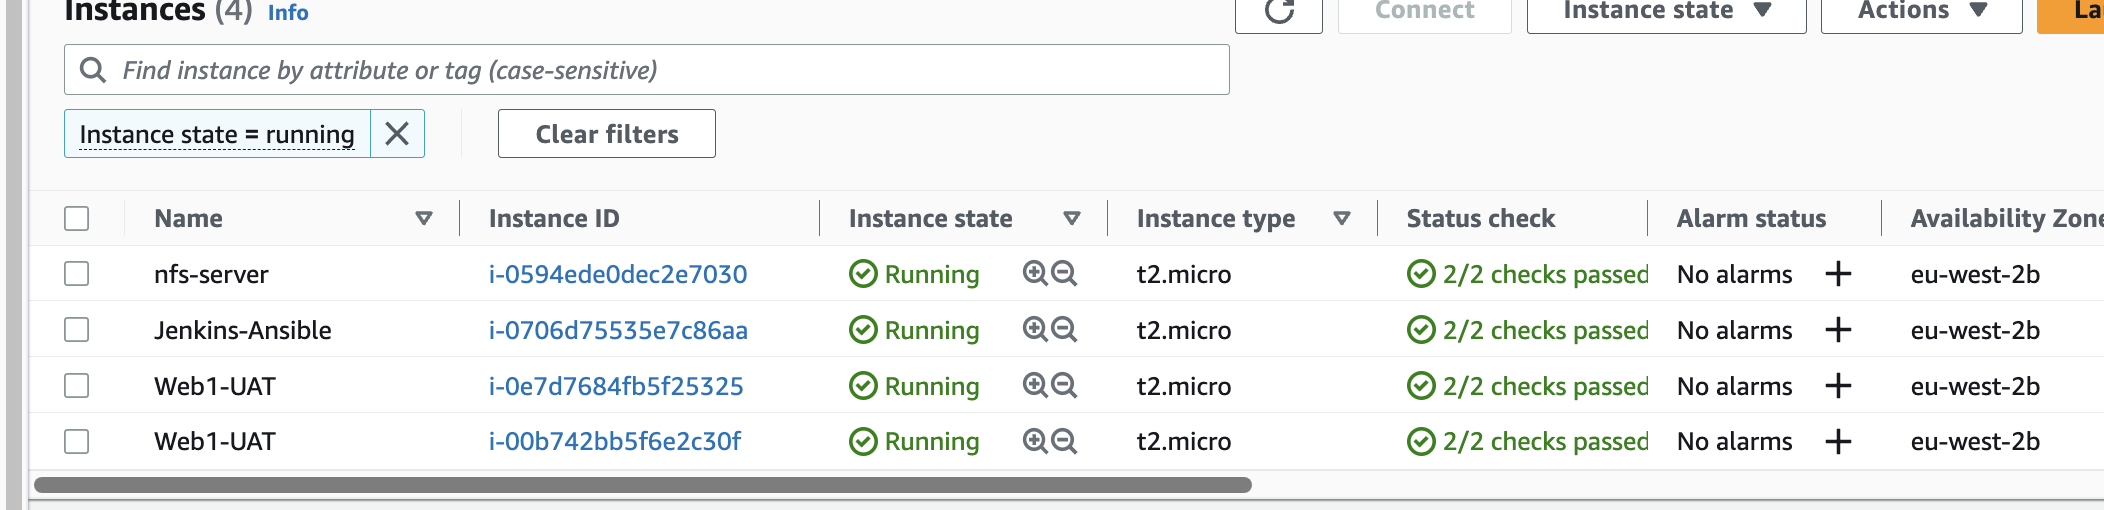 Instances (4) Info
Connect Instance state Actions
Find instance by attribute or tag (case-sensitive)
Instance state = running Clear filters
Name Instance ID Instance state Instance type Status check Alarm status Availability Zone
nfs-server i-0594ede0dec2e7030 Running t2.micro 2/2 checks passed No alarms eu-west-2b
Jenkins-Ansible i-0706d75535e7c86aa Running t2.micro 2/2 checks passed No alarms eu-west-2b
Web1-UAT i-0e7d7684fb5f25325 Running t2.micro 2/2 checks passed No alarms eu-west-2b
Web1-UAT i-00b742bb5f6e2c30f Running t2.micro 2/2 checks passed No alarms eu-west-2b